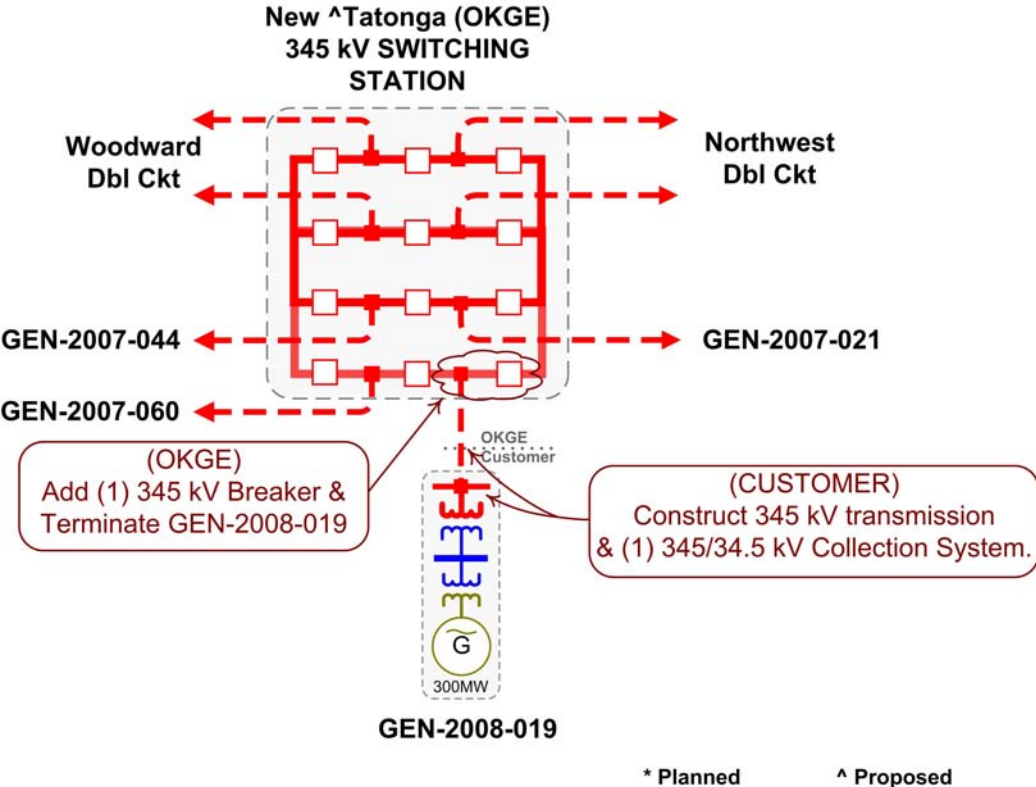 New ^Tatonga (OKGE)
345 kV SWITCHING
STATION
Woodward
Dbl Ckt
Northwest
Dbl Ckt
GEN-2007-044
GEN-2007-021
GEN-2007-060
OKGE
Customer
(OKGE)
Add (1) 345 kV Breaker &
Terminate GEN-2008-019
(CUSTOMER)
Construct 345 kV transmission
& (1) 345/34.5 kV Collection System.
G
300MW
GEN-2008-019
* Planned
^ Proposed